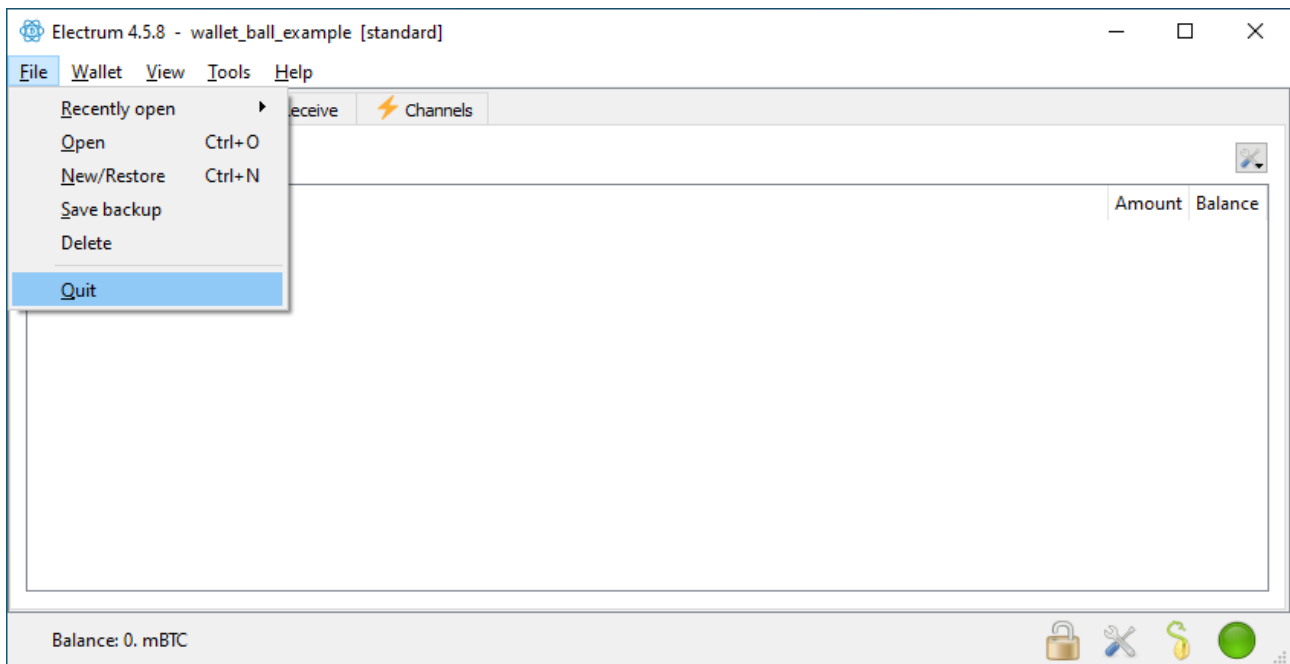 Electrum 4.5.8 - wallet_ball_example [standard]
File Wallet View Tools Help
Recently open
eceive Channels
Open Ctrl+O
New/Restore Ctrl+N
Save backup
Amount Balance
Delete
Quit
Balance: 0. mBTC